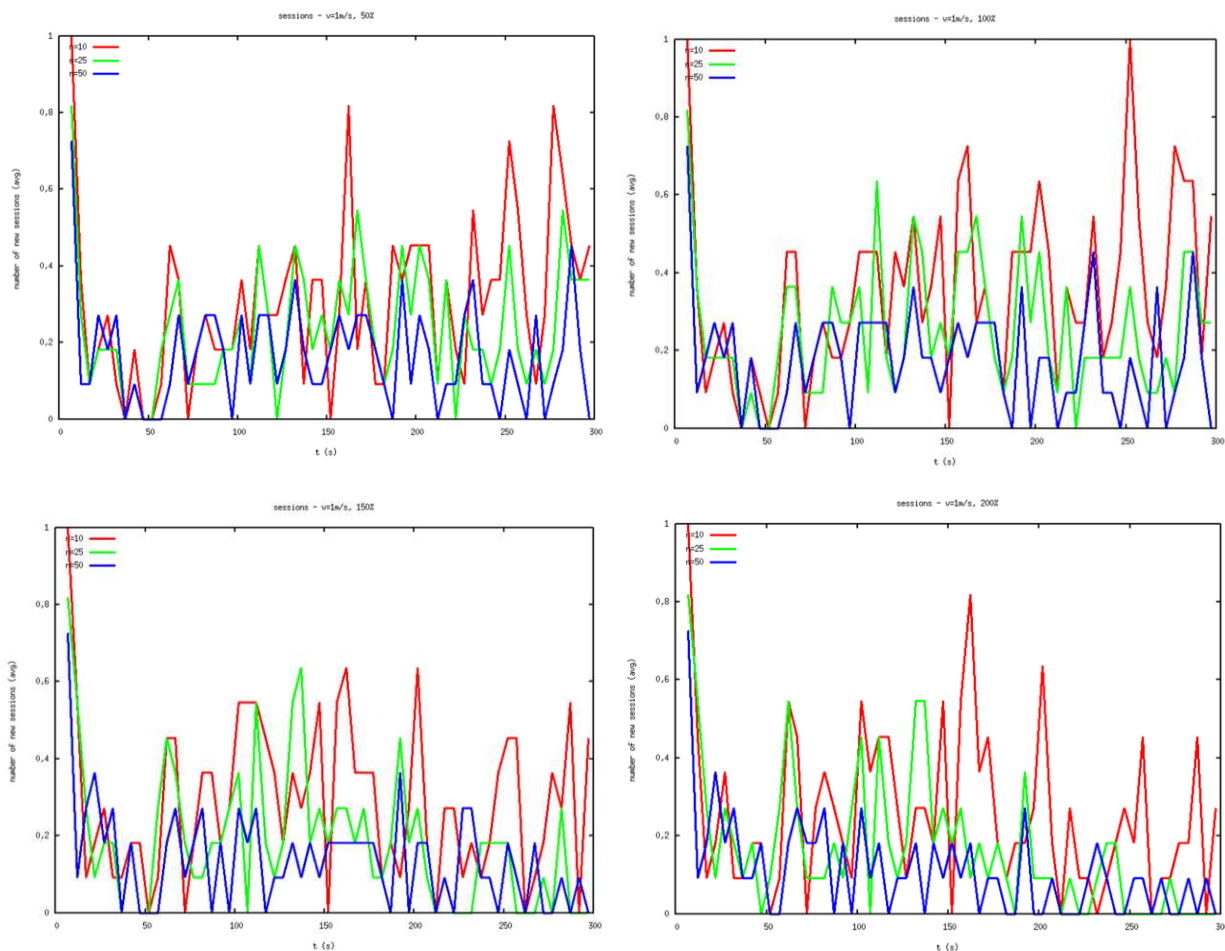 sessions - v=1m/s, 50%
1
0,8
0,6
0,4
0,2
0
n=10
n=25
n=50
number of new sessions (avg)
0 50 100 150 200 250 300
t (s)
sessions - v=1m/s, 100%
1
0,8
0,6
0,4
0,2
0
n=10
n=25
n=50
number of new sessions (avg)
0 50 100 150 200 250 300
t (s)
sessions - v=1m/s, 150%
1
0,8
0,6
0,4
0,2
0
n=10
n=25
n=50
number of new sessions (avg)
0 50 100 150 200 250 300
t (s)
sessions - v=1m/s, 200%
1
0,8
0,6
0,4
0,2
0
n=10
n=25
n=50
number of new sessions (avg)
0 50 100 150 200 250 300
t (s)